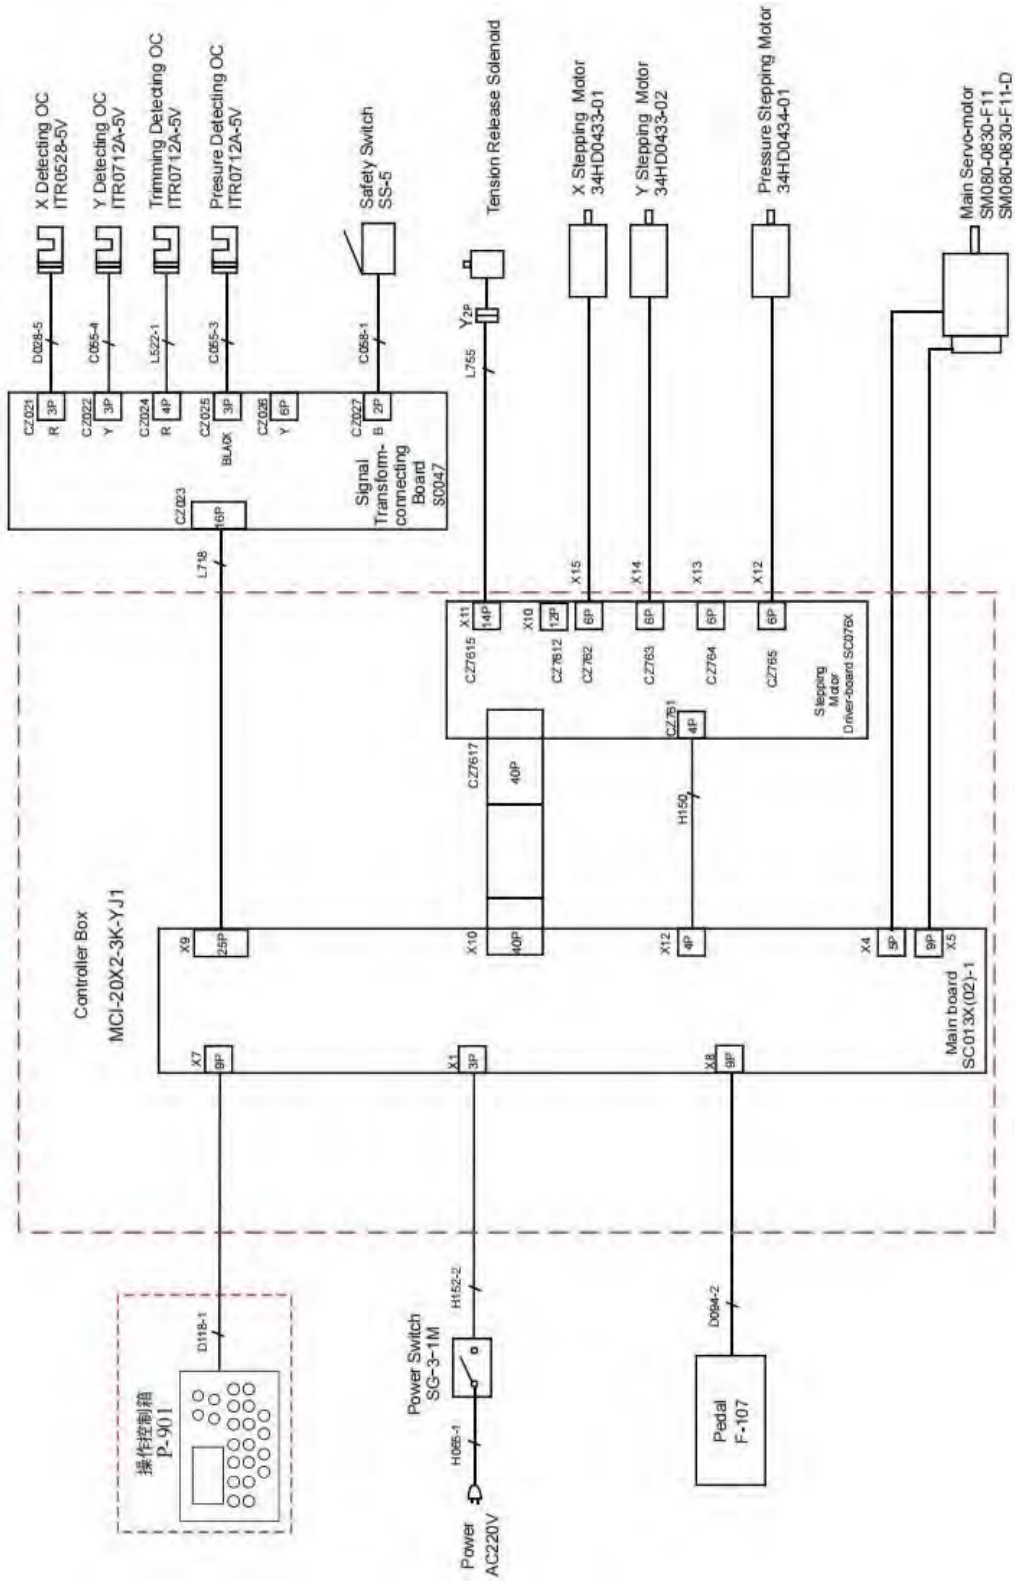 Controller Box
MCI-20X2-3K-YJ1
操作控制箱
P-901
D118-1
X7
9P
Power
AC220V
H065-1
Power Switch
SG-3-1M
H152-2
X1
3P
Pedal
F-107
D094-2
X8
9P
Main board
SC013X(02)-1
X9
25P
X10
40P
X12
4P
X4
5P
9P
X5
L718
CZ023
16P
Signal
Transform-
connecting
Board
SC047
CZ021
3P
R
D028-5
X Detecting OC
ITR0528-5V
CZ022
3P
Y
C055-4
Y Detecting OC
ITR0712A-5V
CZ024
4P
R
L522-1
Trimming Detecting OC
ITR0712A-5V
CZ025
3P
BLACK
C055-3
Presure Detecting OC
ITR0712A-5V
CZ026
6P
Y
CZ027
2P
B
C058-1
Safety Switch
SS-5
CZ7617
40P
H150
CZ761
4P
Stepping
Motor
Driver-board SC076X
X11
14P
CZ7615
L755
Y2P
Tension Release Solenoid
X10
12P
CZ7612
X15
6P
CZ762
X Stepping Motor
34HD0433-01
X14
6P
CZ763
Y Stepping Motor
34HD0433-02
X13
6P
CZ764
X12
6P
CZ765
Pressure Stepping Motor
34HD0434-01
Main Servo-motor
SM080-0830-F11
SM080-0830-F11-D